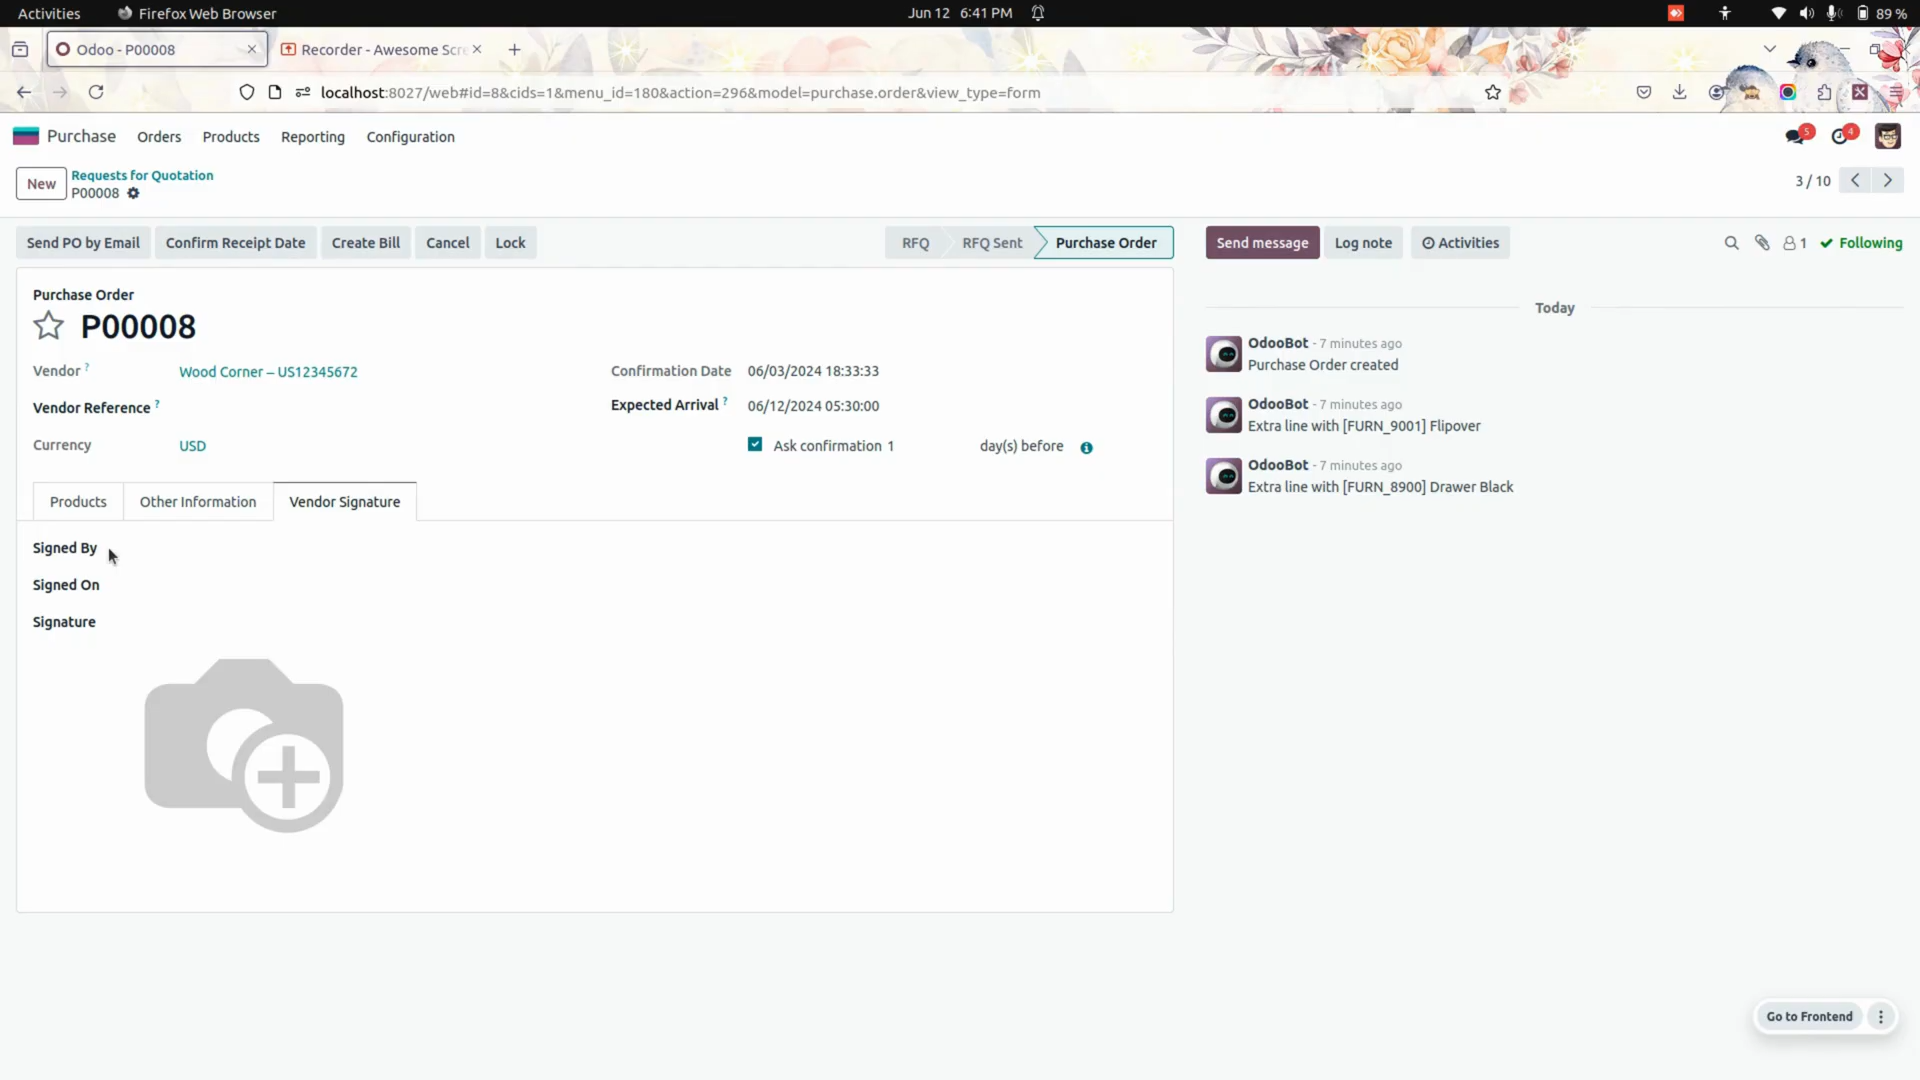 Activities Firefox Web Browser Jun 12 6:41 PM 89 %
Odoo - P00008 Recorder - Awesome Scre
localhost:8027/web#id=8&cids=1&menu_id=180&action=296&model=purchase.order&view_type=form
Purchase Orders Products Reporting Configuration 5 4
New Requests for Quotation
P00008
3 / 10
Send PO by Email Confirm Receipt Date Create Bill Cancel Lock RFQ RFQ Sent Purchase Order Send message Log note Activities 1 Following
Purchase Order
P00008
Vendor ? Wood Corner – US12345672 Confirmation Date 06/03/2024 18:33:33
Vendor Reference ? Expected Arrival ? 06/12/2024 05:30:00
Currency USD Ask confirmation 1 day(s) before
Products Other Information Vendor Signature
Signed By
Signed On
Signature
Today
OdooBot - 7 minutes ago
Purchase Order created
OdooBot - 7 minutes ago
Extra line with [FURN_9001] Flipover
OdooBot - 7 minutes ago
Extra line with [FURN_8900] Drawer Black
Go to Frontend